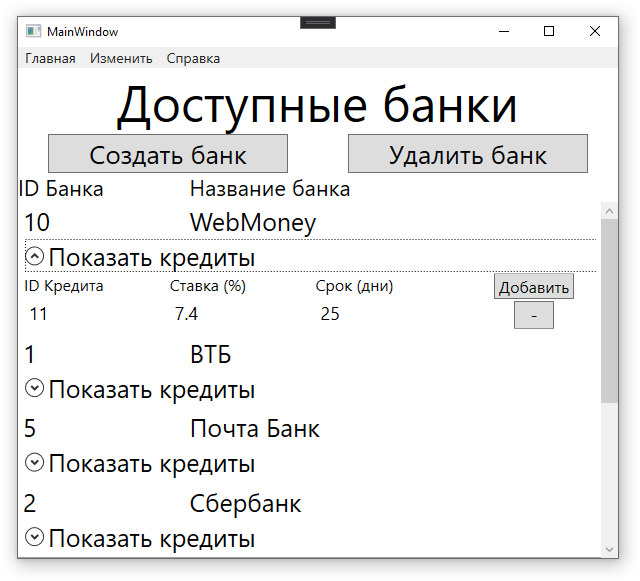 MainWindow
Главная Изменить Справка
Доступные банки
Создать банк Удалить банк
ID Банка Название банка
10 WebMoney
Показать кредиты
ID Кредита Ставка (%) Срок (дни) Добавить
11 7.4 25 -
1 ВТБ
Показать кредиты
5 Почта Банк
Показать кредиты
2 Сбербанк
Показать кредиты